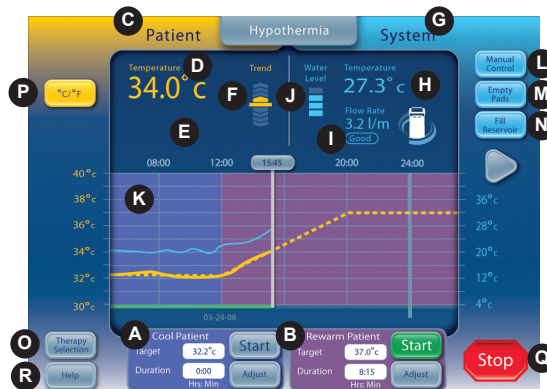 C
G
Patient
Hypothermia
System
D
Temperature
34.0°c
Trend
F
E
Water
Level
J
Temperature
27.3°c
H
Flow Rate
3.2 l/m
Good
I
P
°C/°F
Manual
Control
L
Empty
Pads
M
Fill
Reservoir
N
08:00
12:00
15:45
20:00
24:00
40°c
38°c
36°c
34°c
32°c
30°c
K
36°c
28°c
20°c
12°c
4°c
03-24-08
O
Therapy
Selection
R
Help
A
Cool Patient
Target
32.2°c
Start
Duration
0:00
Adjust
Hrs: Min
B
Rewarm Patient
Target
37.0°c
Start
Duration
8:15
Adjust
Hrs: Min
Stop
Q